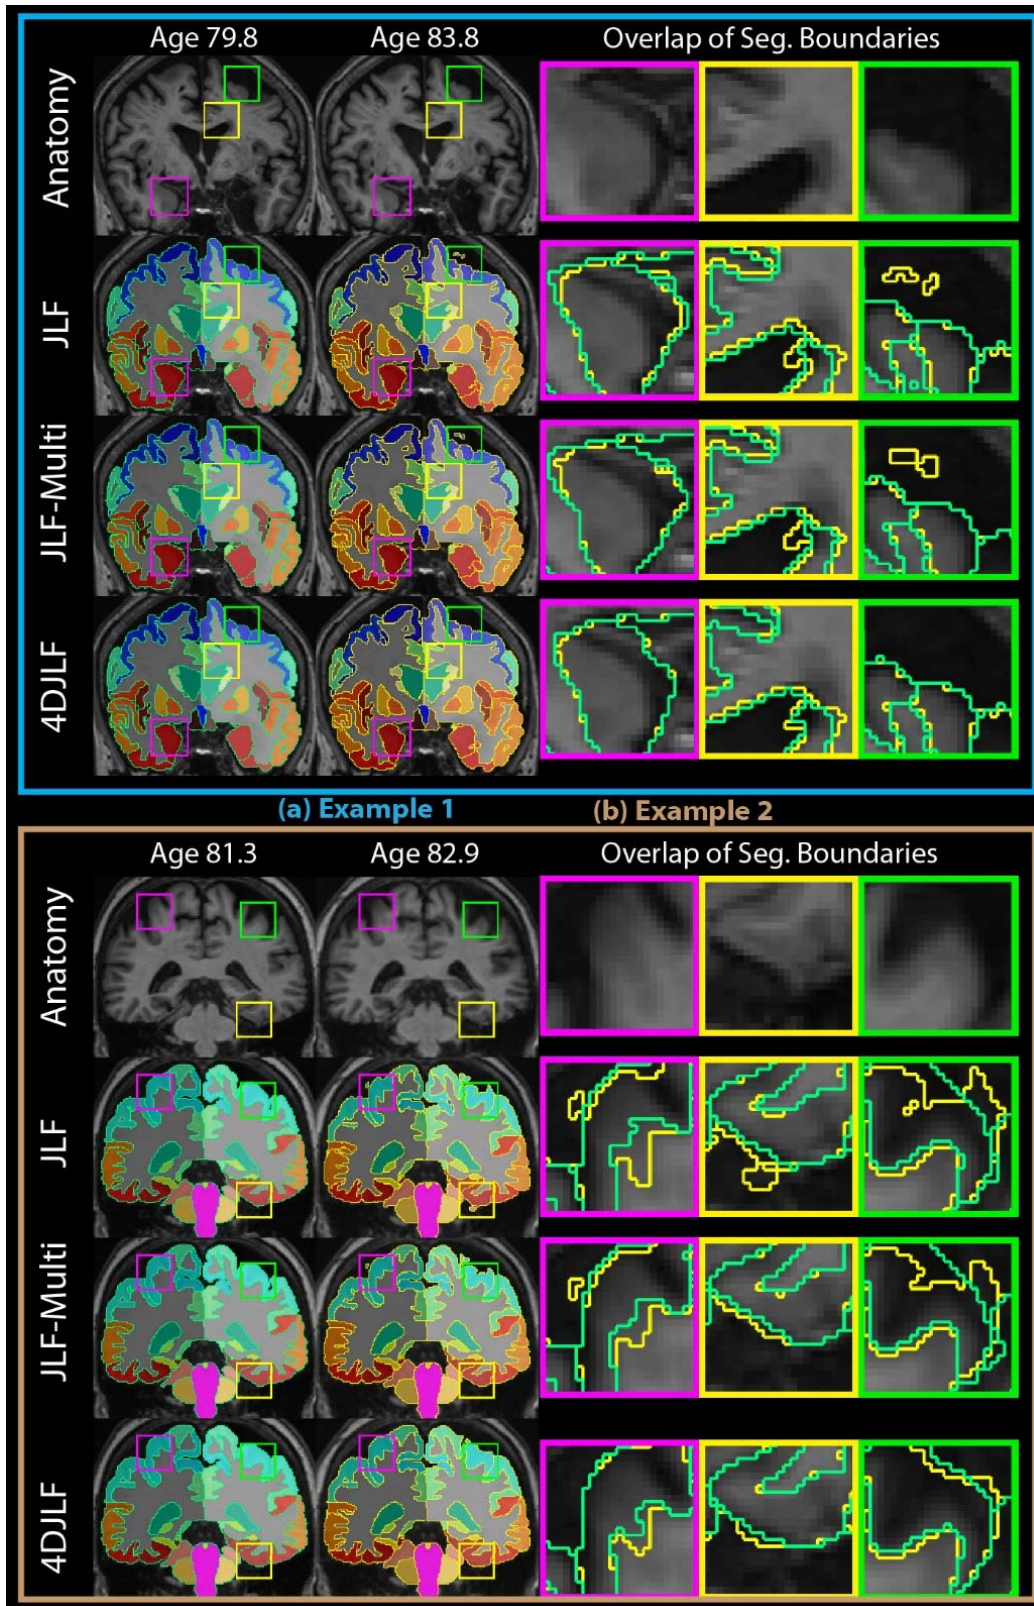 Age 79.8 Age 83.8 Overlap of Seg. Boundaries
Anatomy
JLF
JLF-Multi
4DJLF
(a) Example 1 (b) Example 2
Age 81.3 Age 82.9 Overlap of Seg. Boundaries
Anatomy
JLF
JLF-Multi
4DJLF